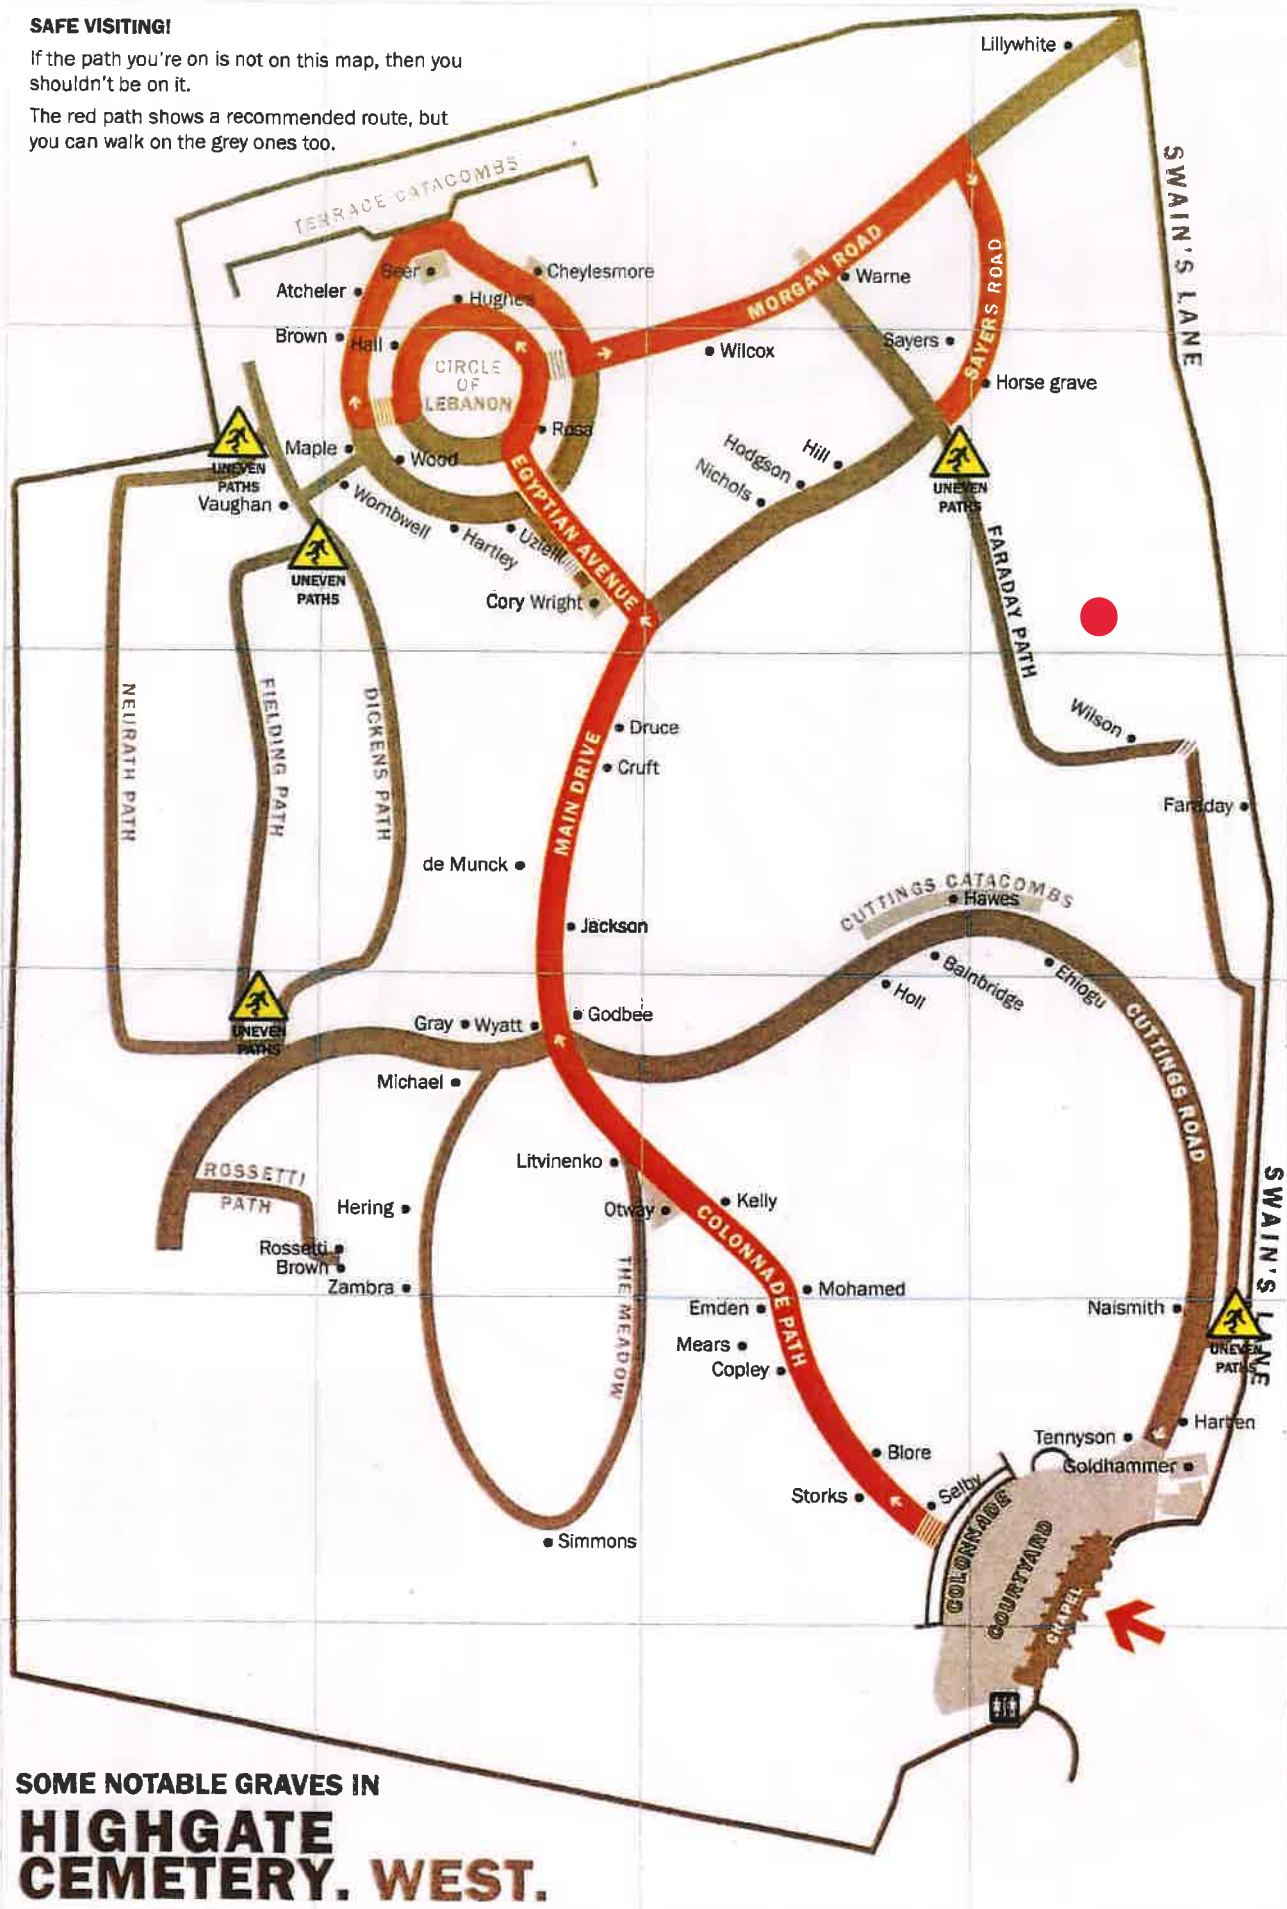 SAFE VISITING!
If the path you're on is not on this map, then you
shouldn't be on it.
The red path shows a recommended route, but
you can walk on the grey ones too.
Lillywhite
SWAIN'S LANE
TERRACE CATACOMBS
Beer
Cheylesmore
Atcheler
Hughes
MORGAN ROAD
Warne
SAYERS ROAD
Brown
Hall
Wilcox
Sayers
CIRCLE
OF
LEBANON
Horse grave
Rosa
Maple
Wood
Hodgson
Hill
Nichols
UNEVEN
PATHS
Vaughan
Wombwell
Hartley
Uzielli
EGYPTIAN AVENUE
UNEVEN
PATHS
UNEVEN
PATHS
Cory Wright
FARADAY PATH
NEURATH PATH
FIELDING PATH
DICKENS PATH
Druce
MAIN DRIVE
Cruft
Wilson
Faraday
de Munck
CUTTINGS CATACOMBS
Hawes
Jackson
Bainbridge
Ehiogu
Holl
CUTTINGS ROAD
Godbee
Gray
Wyatt
UNEVEN
PATHS
Michael
Litvinenko
ROSSETTI
PATH
Hering
Otway
Kelly
COLONNADE PATH
SWAIN'S LANE
Rossetti
Brown
Zambra
THE MEADOW
Mohamed
Emden
Naismith
Mears
Copley
UNEVEN
PATHS
Harten
Tennyson
Blore
Goldhammer
Storks
Selby
COLONNADE
COURTYARD
CHAPEL
Simmons
SOME NOTABLE GRAVES IN
HIGHGATE
CEMETERY. WEST.